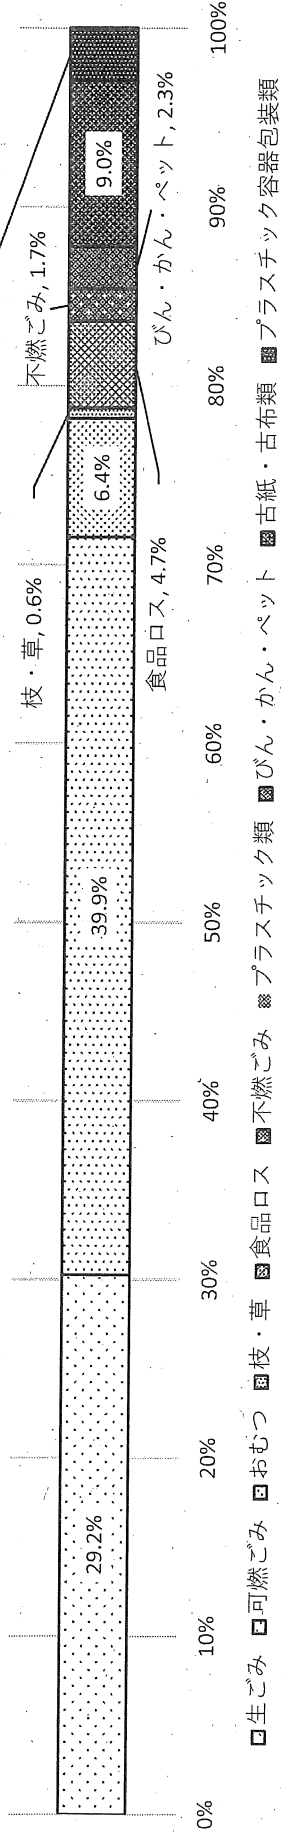 枝・草, 0.6%
不燃ごみ, 1.7%
29.2%
39.9%
6.4%
9.0%
食品ロス, 4.7%
びん・かん・ペット, 2.3%
0% 10% 20% 30% 40% 50% 60% 70% 80% 90% 100%
生ごみ 可燃ごみ おむつ 枝・草 食品ロス 不燃ごみ プラスチック類 びん・かん・ペット 古紙・古布類 プラスチック容器包装類